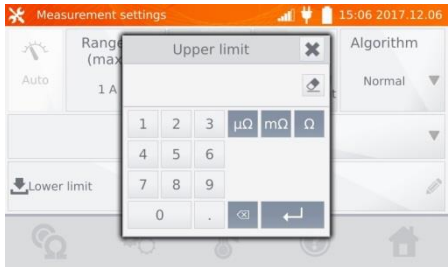 Measurement settings
15:06 2017.12.06
Range
(max
Auto
1 A
Upper limit
Algorithm
Normal
1 2 3 μΩ mΩ Ω
4 5 6
7 8 9
0 .
Lower limit